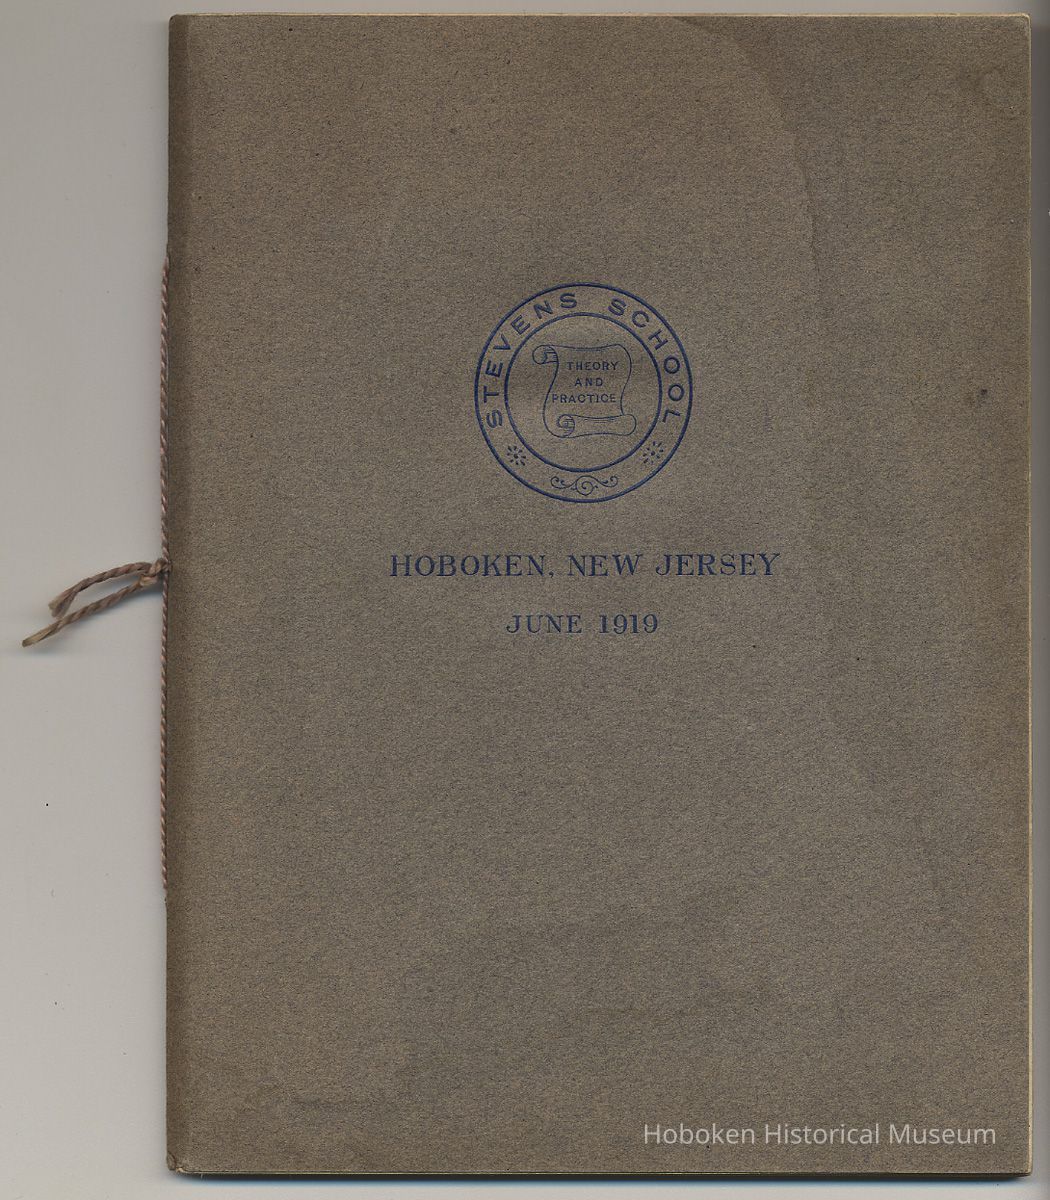 STEVENS SCHOOL
THEORY
AND
PRACTICE
HOBOKEN, NEW JERSEY
JUNE 1919
Hoboken Historical Museum